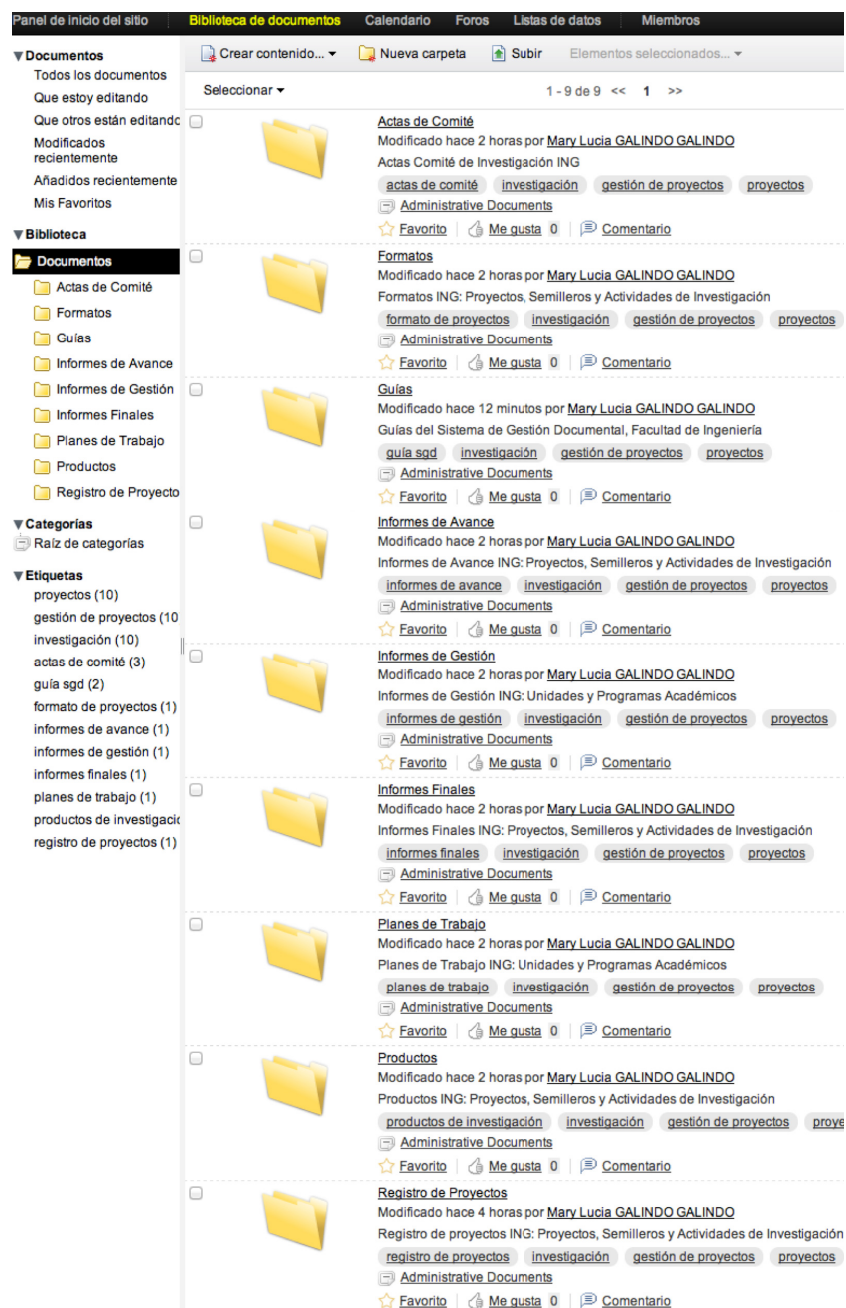 Panel de inicio del sitio Biblioteca de documentos Calendario Foros Listas de datos Miembros
Crear contenido... Nueva carpeta Subir Elementos seleccionados...
Seleccionar 1 - 9 de 9 << 1 >>
Documentos
Todos los documentos
Que estoy editando
Que otros están editando
Modificados
recientemente
Añadidos recientemente
Mis Favoritos
Biblioteca
Documentos
Actas de Comité
Formatos
Guías
Informes de Avance
Informes de Gestión
Informes Finales
Planes de Trabajo
Productos
Registro de Proyecto
Categorías
Raíz de categorías
Etiquetas
proyectos (10)
gestión de proyectos (10
investigación (10)
actas de comité (3)
guía sgd (2)
formato de proyectos (1)
informes de avance (1)
informes de gestión (1)
informes finales (1)
planes de trabajo (1)
productos de investigació
registro de proyectos (1)
Actas de Comité
Modificado hace 2 horas por Mary Lucia GALINDO GALINDO
Actas Comité de Investigación ING
actas de comité investigación gestión de proyectos proyectos
Administrative Documents
Favorito Me gusta 0 Comentario
Formatos
Modificado hace 2 horas por Mary Lucia GALINDO GALINDO
Formatos ING: Proyectos, Semilleros y Actividades de Investigación
formato de proyectos investigación gestión de proyectos proyectos
Administrative Documents
Favorito Me gusta 0 Comentario
Guías
Modificado hace 12 minutos por Mary Lucia GALINDO GALINDO
Guías del Sistema de Gestión Documental, Facultad de Ingeniería
guía sgd investigación gestión de proyectos proyectos
Administrative Documents
Favorito Me gusta 0 Comentario
Informes de Avance
Modificado hace 2 horas por Mary Lucia GALINDO GALINDO
Informes de Avance ING: Proyectos, Semilleros y Actividades de Investigación
informes de avance investigación gestión de proyectos proyectos
Administrative Documents
Favorito Me gusta 0 Comentario
Informes de Gestión
Modificado hace 2 horas por Mary Lucia GALINDO GALINDO
Informes de Gestión ING: Unidades y Programas Académicos
informes de gestión investigación gestión de proyectos proyectos
Administrative Documents
Favorito Me gusta 0 Comentario
Informes Finales
Modificado hace 2 horas por Mary Lucia GALINDO GALINDO
Informes Finales ING: Proyectos, Semilleros y Actividades de Investigación
informes finales investigación gestión de proyectos proyectos
Administrative Documents
Favorito Me gusta 0 Comentario
Planes de Trabajo
Modificado hace 2 horas por Mary Lucia GALINDO GALINDO
Planes de Trabajo ING: Unidades y Programas Académicos
planes de trabajo investigación gestión de proyectos proyectos
Administrative Documents
Favorito Me gusta 0 Comentario
Productos
Modificado hace 2 horas por Mary Lucia GALINDO GALINDO
Productos ING: Proyectos, Semilleros y Actividades de Investigación
productos de investigación investigación gestión de proyectos proye
Administrative Documents
Favorito Me gusta 0 Comentario
Registro de Proyectos
Modificado hace 4 horas por Mary Lucia GALINDO GALINDO
Registro de proyectos ING: Proyectos, Semilleros y Actividades de Investigación
registro de proyectos investigación gestión de proyectos proyectos
Administrative Documents
Favorito Me gusta 0 Comentario